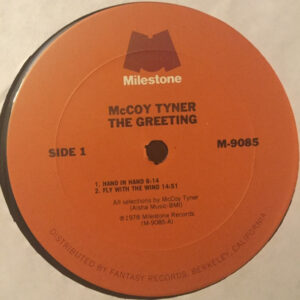 Milestone
McCOY TYNER
THE GREETING
SIDE 1
M-9085
1. HAND IN HAND 6:14
2. FLY WITH THE WIND 14:51
All selections by McCoy Tyner
(Aisha Music-BMI)
℗1978 Milestone Records
(M-9085-A)
DISTRIBUTED BY FANTASY RECORDS, BERKELEY, CALIFORNIA